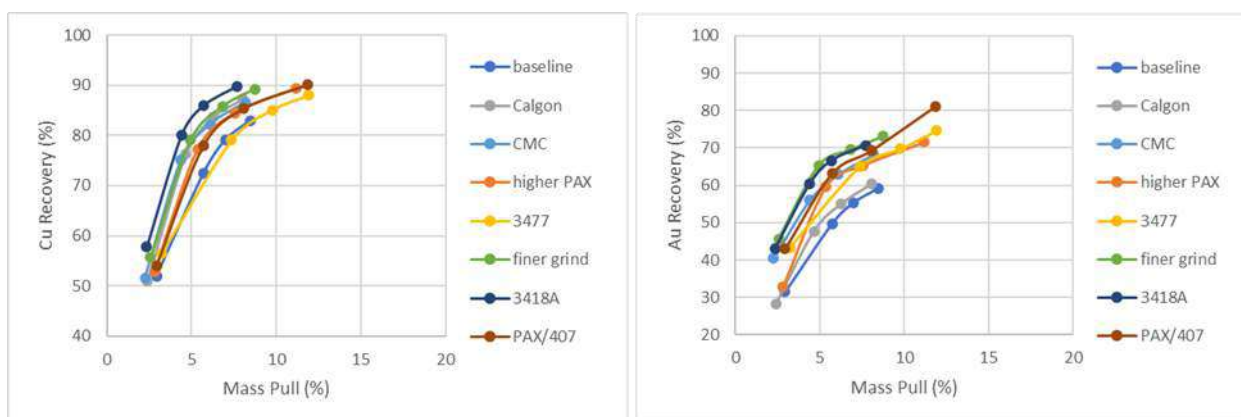 100
90
80
70
60
50
40
Cu Recovery (%)
0
5
10
15
20
Mass Pull (%)
baseline
Calgon
CMC
higher PAX
3477
finer grind
3418A
PAX/407
100
90
80
70
60
50
40
30
20
Au Recovery (%)
0
5
10
15
20
Mass Pull (%)
baseline
Calgon
CMC
higher PAX
3477
finer grind
3418A
PAX/407